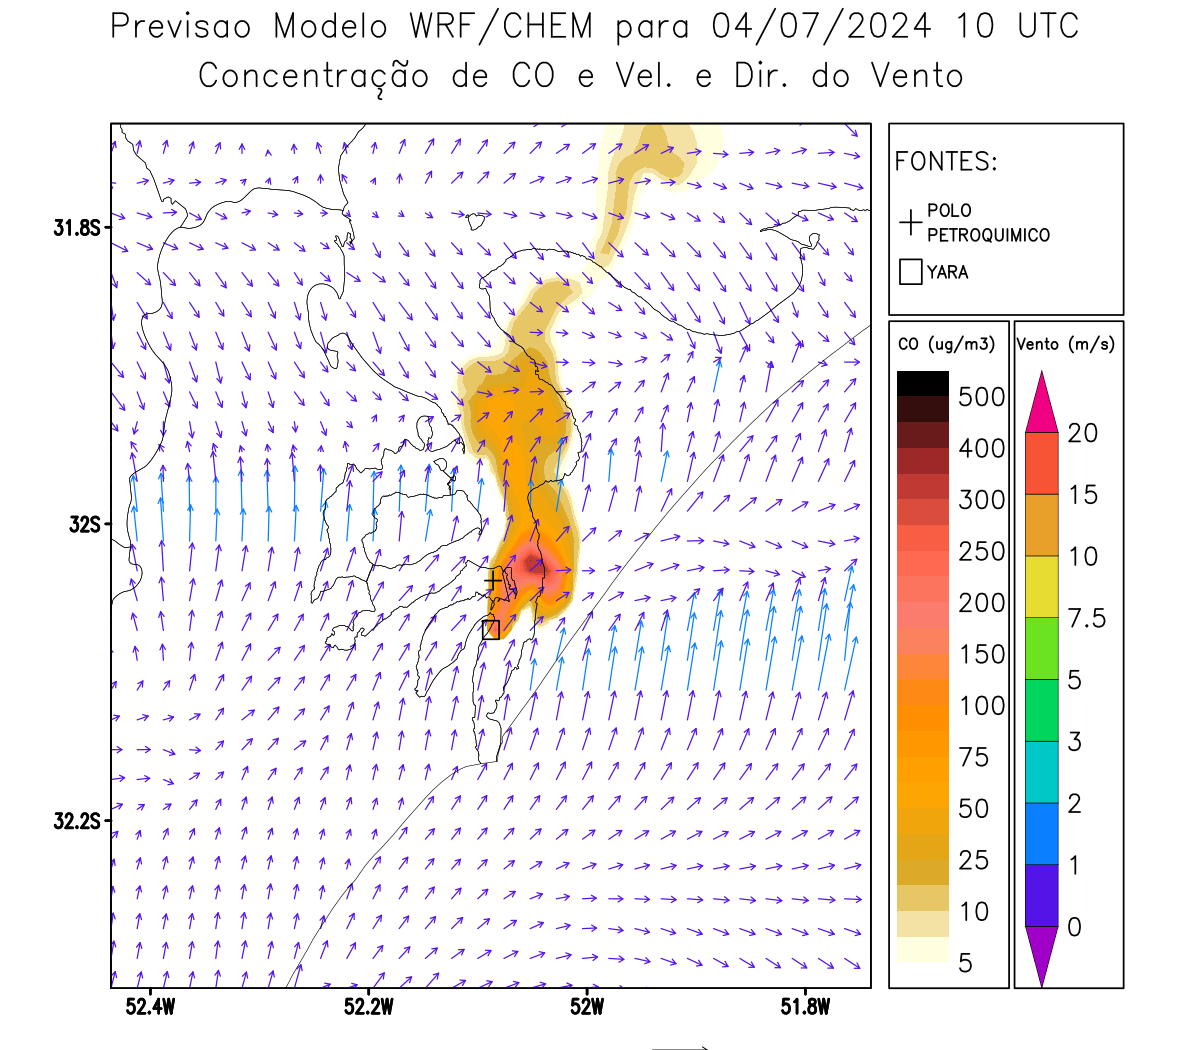 Previsao Modelo WRF/CHEM para 04/07/2024 10 UTC
Concentração de CO e Vel. e Dir. do Vento
FONTES:
POLO
PETROQUIMICO
YARA
CO (ug/m3)
500
400
300
250
200
150
100
75
50
25
10
5
Vento (m/s)
20
15
10
7.5
5
3
2
1
0
31.8S
32S
32.2S
52.4W
52.2W
52W
51.8W